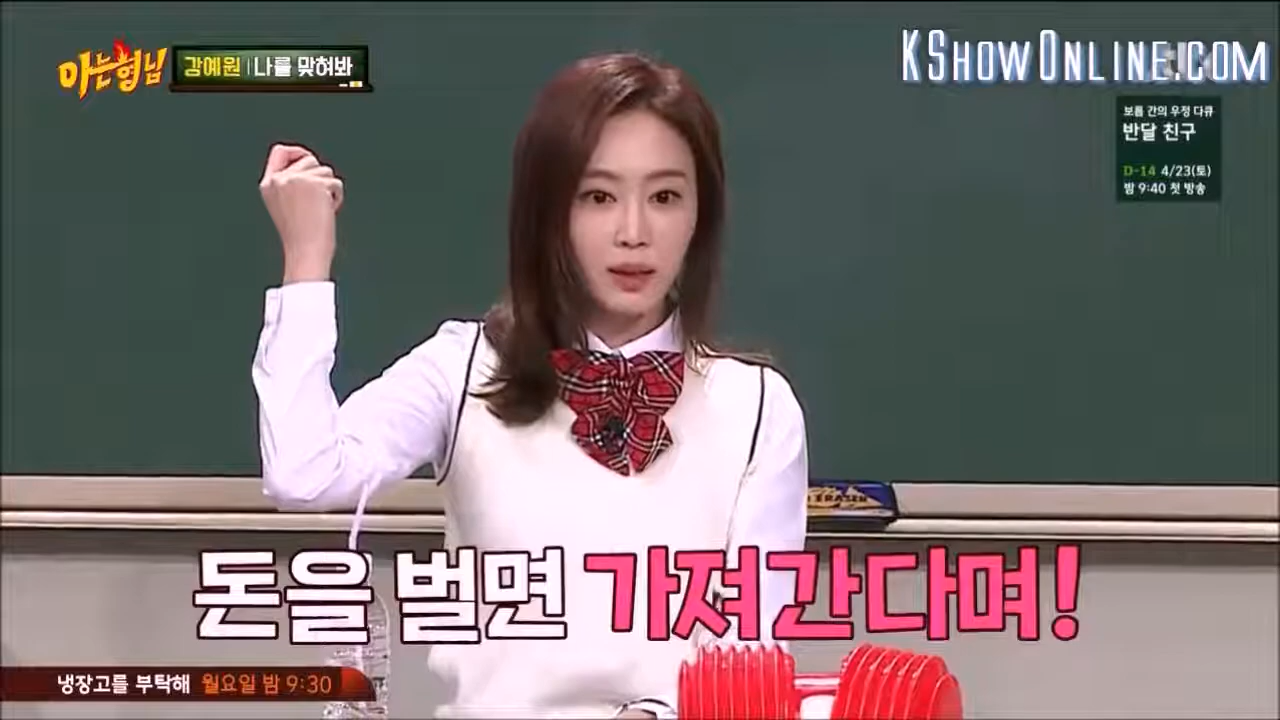 아는형님
강예원 | 나를 맞혀봐
KSHOWONLINE.COM
보름 간의 우정 다큐
반달 친구
D-14 4/23(토)
밤 9:40 첫 방송
ERASER
돈을 벌면 가져간다며!
냉장고를 부탁해 월요일 밤 9:30